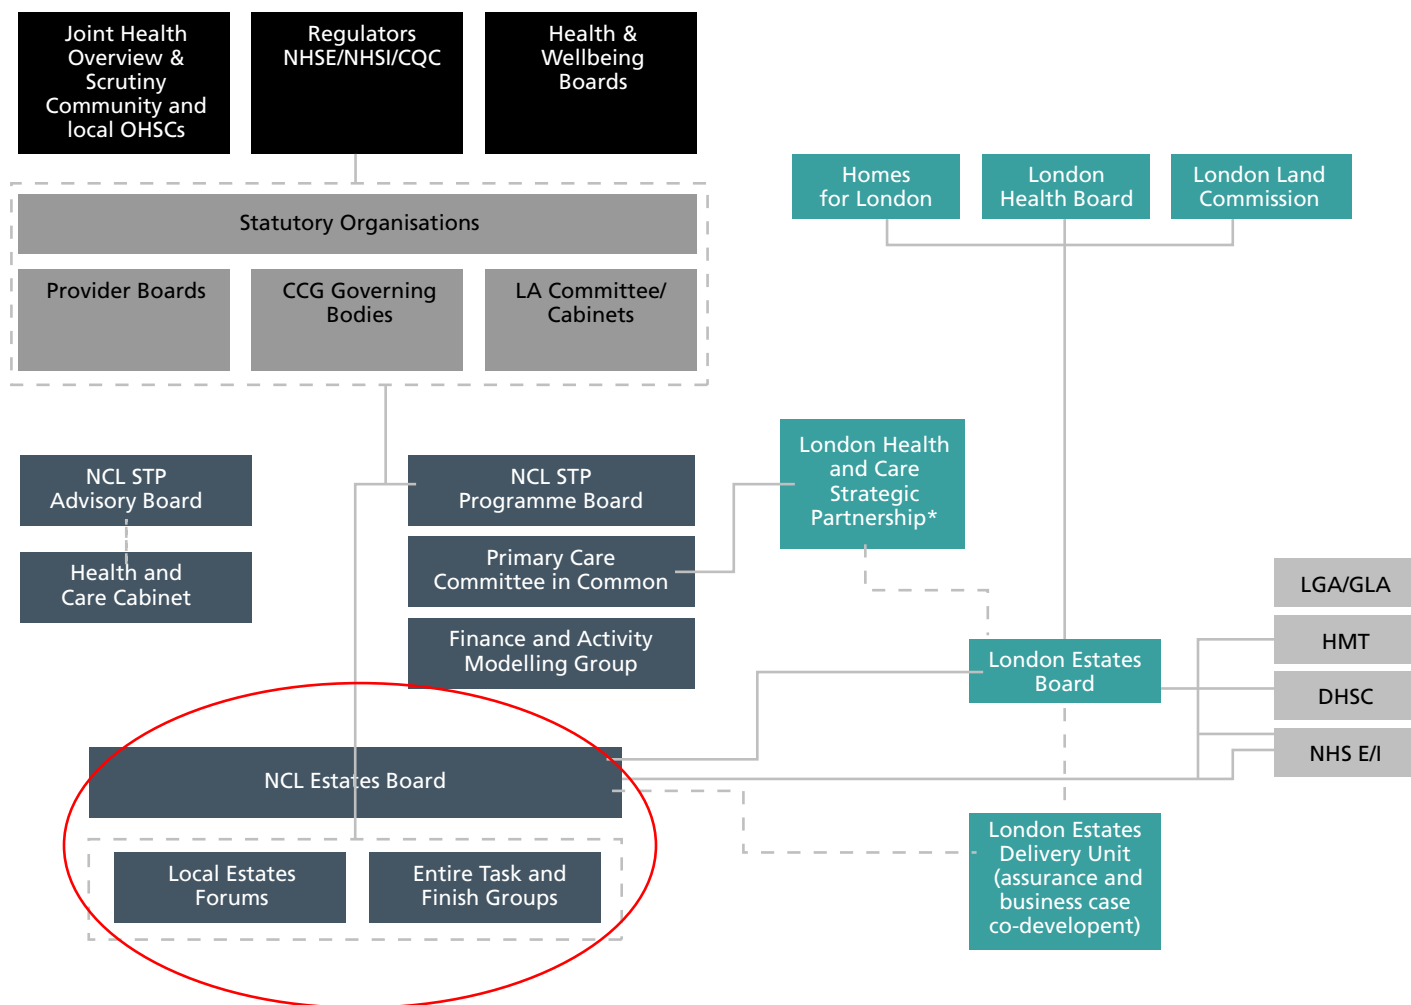 Joint Health
Overview &
Scrutiny
Community and
local OHSCs
Regulators
NHSE/NHSI/CQC
Health &
Wellbeing
Boards
Homes
for London
London
Health Board
London Land
Commission
Statutory Organisations
Provider Boards
CCG Governing
Bodies
LA Committee/
Cabinets
NCL STP
Advisory Board
Health and
Care Cabinet
NCL STP
Programme Board
Primary Care
Committee in Common
Finance and Activity
Modelling Group
London Health
and Care
Strategic
Partnership*
London Estates
Board
LGA/GLA
HMT
DHSC
NHS E/I
NCL Estates Board
Local Estates
Forums
Entire Task and
Finish Groups
London Estates
Delivery Unit
(assurance and
business case
co-developent)